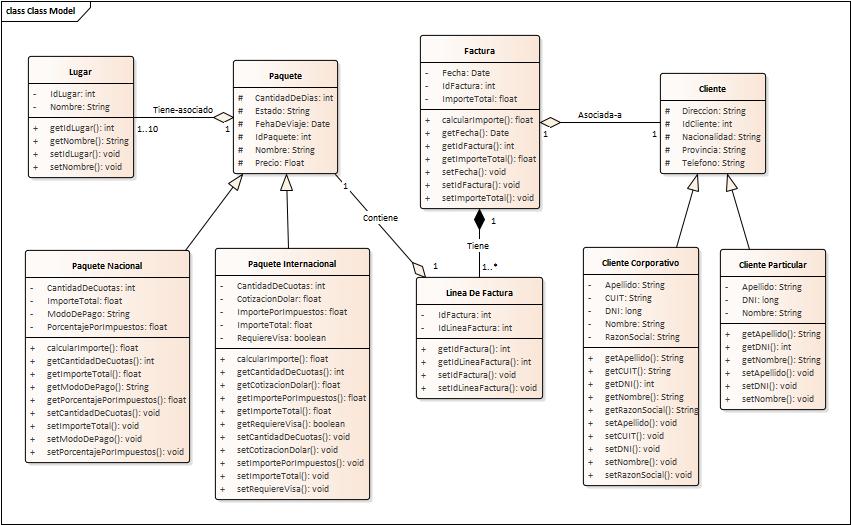 class Class Model
Lugar
- IdLugar: int
- Nombre: String
+ getIdLugar(): int
+ getNombre(): String
+ setIdLugar(): void
+ setNombre(): void
Tiene-asociado
1..10
1
Paquete
# CantidadDeDias: int
# Estado: String
# FehaDeViaje: Date
# IdPaquete: int
# Nombre: String
# Precio: Float
Factura
- Fecha: Date
- IdFactura: int
- ImporteTotal: float
+ calcularImporte(): float
+ getFecha(): Date
+ getIdFactura(): int
+ getImporteTotal(): float
+ setFecha(): void
+ setIdFactura(): void
+ setImporteTotal(): void
Asociada-a
1
1
Cliente
# Direccion: String
# IdCliente: int
# Nacionalidad: String
# Provincia: String
# Telefono: String
1
Contiene
1
1
Tiene
1..*
Paquete Nacional
- CantidadDeCuotas: int
- ImporteTotal: float
- ModoDePago: String
- PorcentajePorImpuestos: float
+ calcularImporte(): float
+ getCantidadDeCuotas(): int
+ getImporteTotal(): float
+ getModoDePago(): String
+ getPorcentajePorImpuestos(): float
+ setCantidadDeCuotas(): void
+ setImporteTotal(): void
+ setModoDePago(): void
+ setPorcentajePorImpuestos(): void
Paquete Internacional
- CantidadDeCuotas: int
- CotizacionDolar: float
- ImportePorImpuestos: float
- ImporteTotal: float
- RequiereVisa: boolean
+ calcularImporte(): float
+ getCantidadDeCuotas(): int
+ getCotizacionDolar(): float
+ getImportePorImpuestos(): float
+ getImporteTotal(): float
+ getRequiereVisa(): boolean
+ setCantidadDeCuotas(): void
+ setCotizacionDolar(): void
+ setImportePorImpuestos(): void
+ setImporteTotal(): void
+ setRequiereVisa(): void
Linea De Factura
- IdFactura: int
- IdLineaFactura: int
+ getIdFactura(): int
+ getIdLineaFactura(): int
+ setIdFactura(): void
+ setIdLineaFactura(): void
Cliente Corporativo
- Apellido: String
- CUIT: String
- DNI: long
- Nombre: String
- RazonSocial: String
+ getApellido(): String
+ getCUIT(): String
+ getDNI(): int
+ getNombre(): String
+ getRazonSocial(): String
+ setApellido(): void
+ setCUIT(): void
+ setDNI(): void
+ setNombre(): void
+ setRazonSocial(): void
Cliente Particular
- Apellido: String
- DNI: long
- Nombre: String
+ getApellido(): String
+ getDNI(): int
+ getNombre(): String
+ setApellido(): void
+ setDNI(): void
+ setNombre(): void